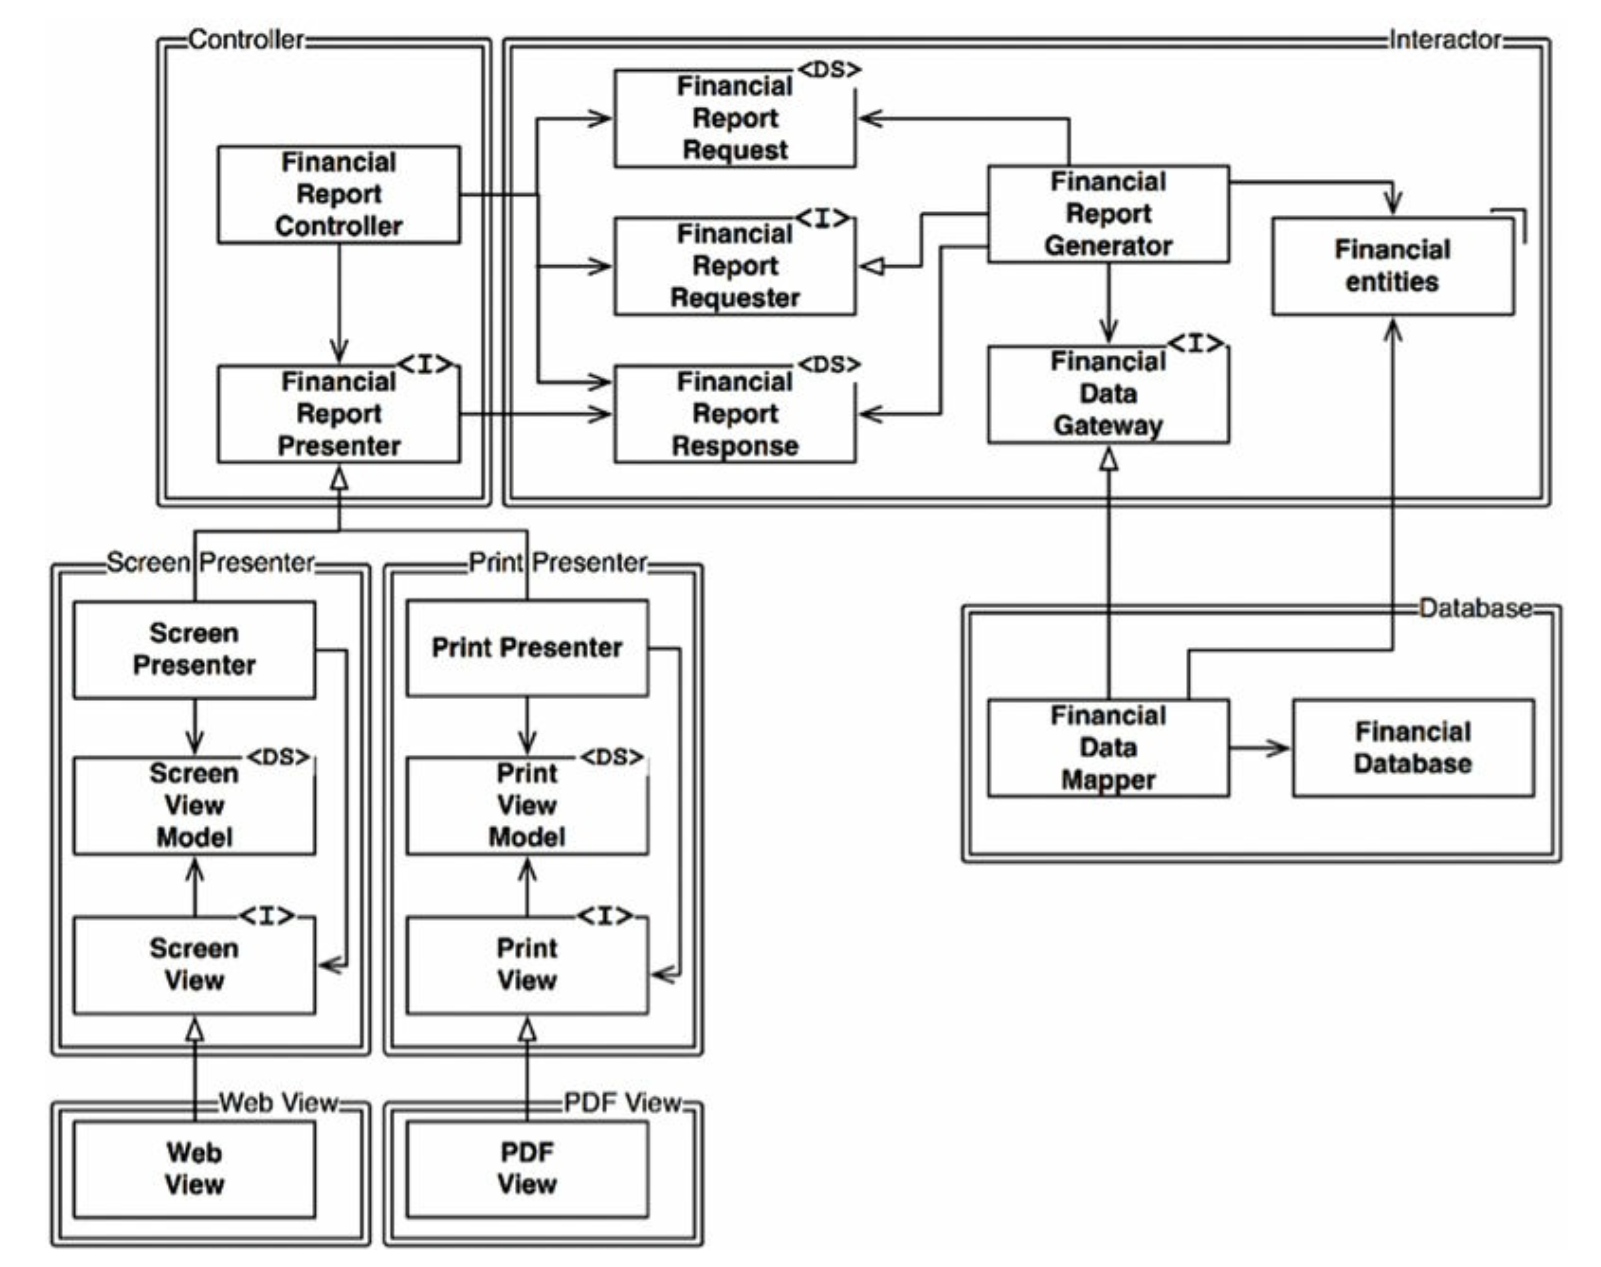 Controller
Interactor
<DS>
Financial
Report
Request
Financial
Report
Controller
Financial
Report
Generator
<I>
Financial
Report
Requester
Financial
entities
<I>
Financial
Report
Presenter
<DS>
Financial
Report
Response
<I>
Financial
Data
Gateway
Screen Presenter
Print Presenter
Database
Screen
Presenter
Print Presenter
Financial
Data
Mapper
Financial
Database
<DS>
Screen
View
Model
<DS>
Print
View
Model
<I>
Screen
View
<I>
Print
View
Web View
PDF View
Web
View
PDF
View